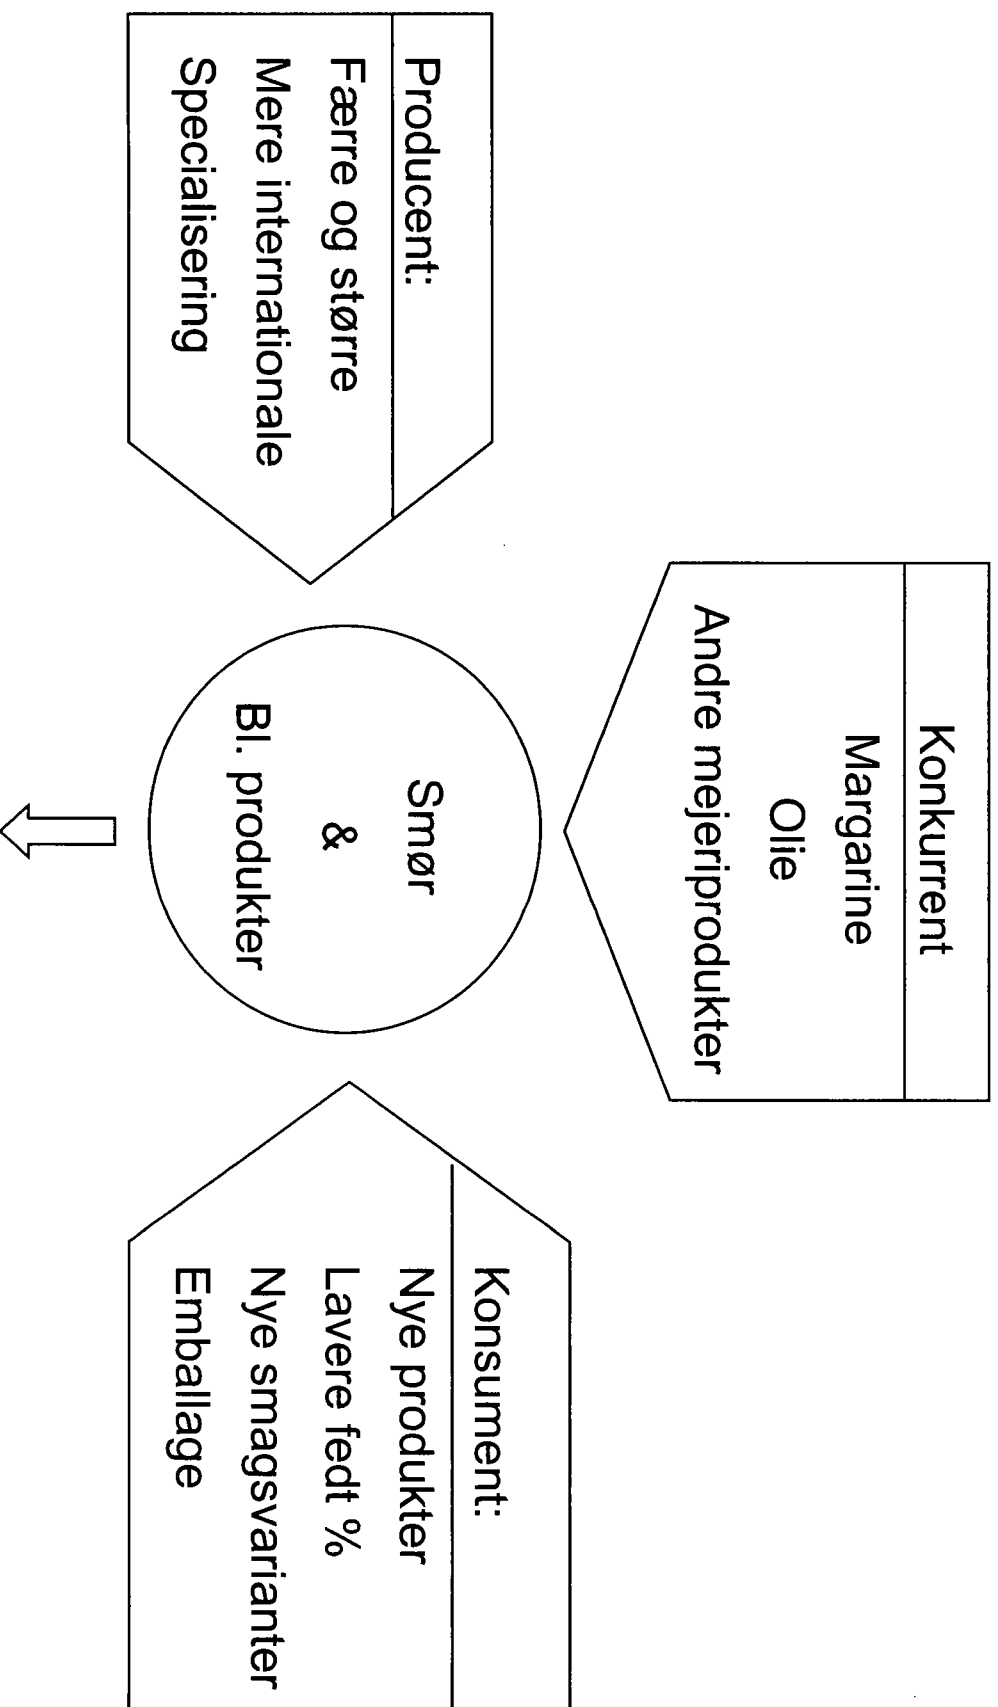 Konkurrent
Margarine
Olie
Andre mejeriprodukter
Producent:
Færre og større
Mere internationale
Specialisering
Smør
&
Bl. produkter
Konsument:
Nye produkter
Lavere fedt %
Nye smagsvarianter
Emballage